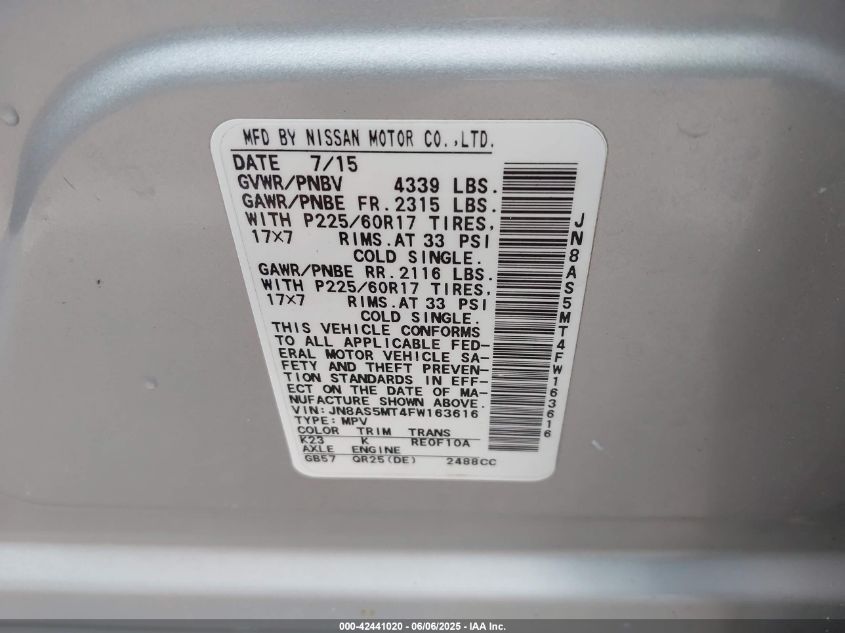 MFD BY NISSAN MOTOR CO.,LTD.
DATE 7/15
GVWR/PNBV 4339 LBS.
GAWR/PNBE FR. 2315 LBS.
WITH P225/60R17 TIRES,
17×7 RIMS.AT 33 PSI
COLD SINGLE.
GAWR/PNBE RR. 2116 LBS.
WITH P225/60R17 TIRES,
17×7 RIMS.AT 33 PSI
COLD SINGLE.
THIS VEHICLE CONFORMS
TO ALL APPLICABLE FED-
ERAL MOTOR VEHICLE SA-
FETY AND THEFT PREVEN-
TION STANDARDS IN EFF-
ECT ON THE DATE OF MA-
NUFACTURE SHOWN ABOVE.
VIN: JN8AS5MT4FW163616
TYPE: MPV
COLOR TRIM TRANS
K23 K RE0F10A
AXLE ENGINE
GB57 QR25(DE) 2488CC
JN8AS5MT4FW163616
000-42441020 - 06/06/2025 - IAA Inc.